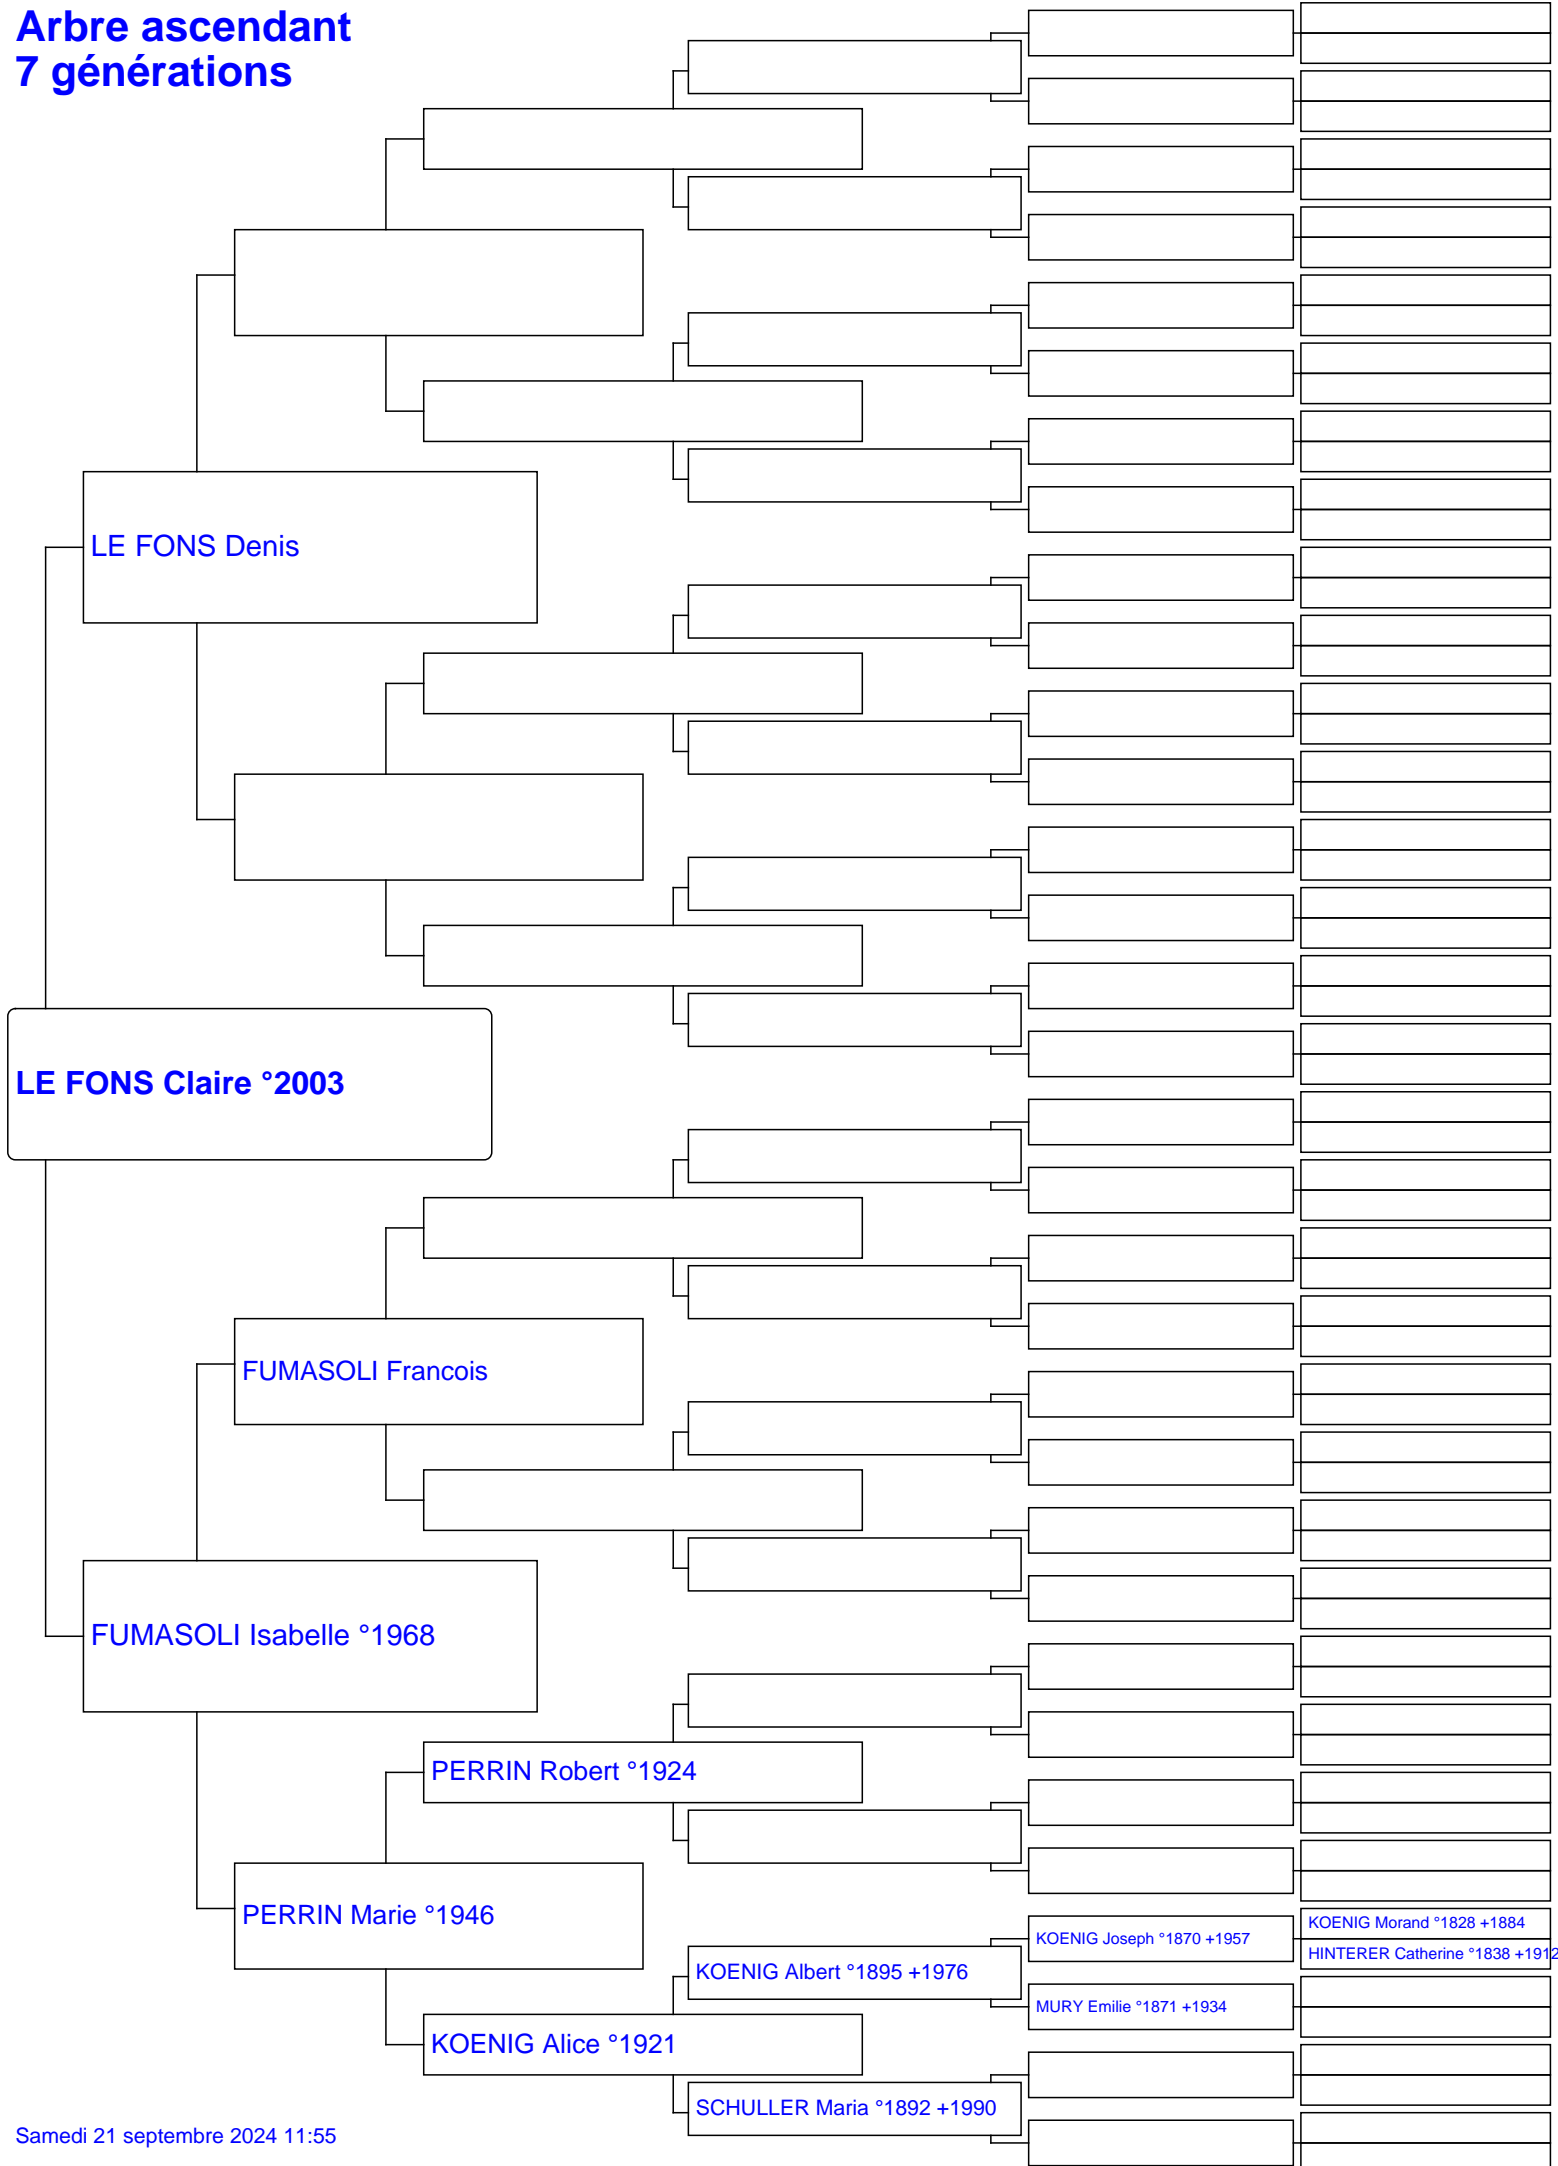 Arbre ascendant
7 générations
LE FONS Denis
LE FONS Claire °2003
FUMASOLI Francois
FUMASOLI Isabelle °1968
PERRIN Robert °1924
PERRIN Marie °1946
KOENIG Morand °1828 +1884
KOENIG Joseph °1870 +1957
HINTERER Catherine °1838 +1912
KOENIG Albert °1895 +1976
MURY Emilie °1871 +1934
KOENIG Alice °1921
SCHULLER Maria °1892 +1990
Samedi 21 septembre 2024 11:55